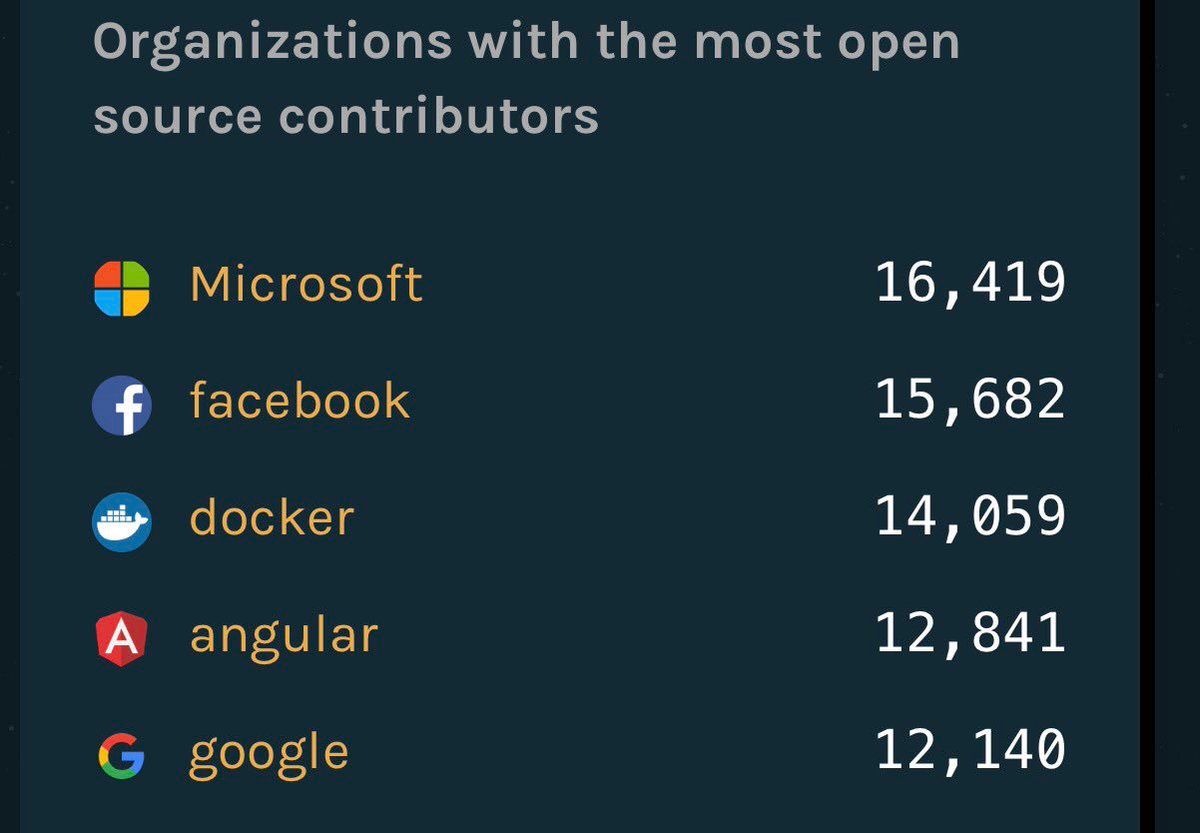 Organizations with the most open
source contributors
Microsoft 16,419
facebook 15,682
docker 14,059
angular 12,841
google 12,140